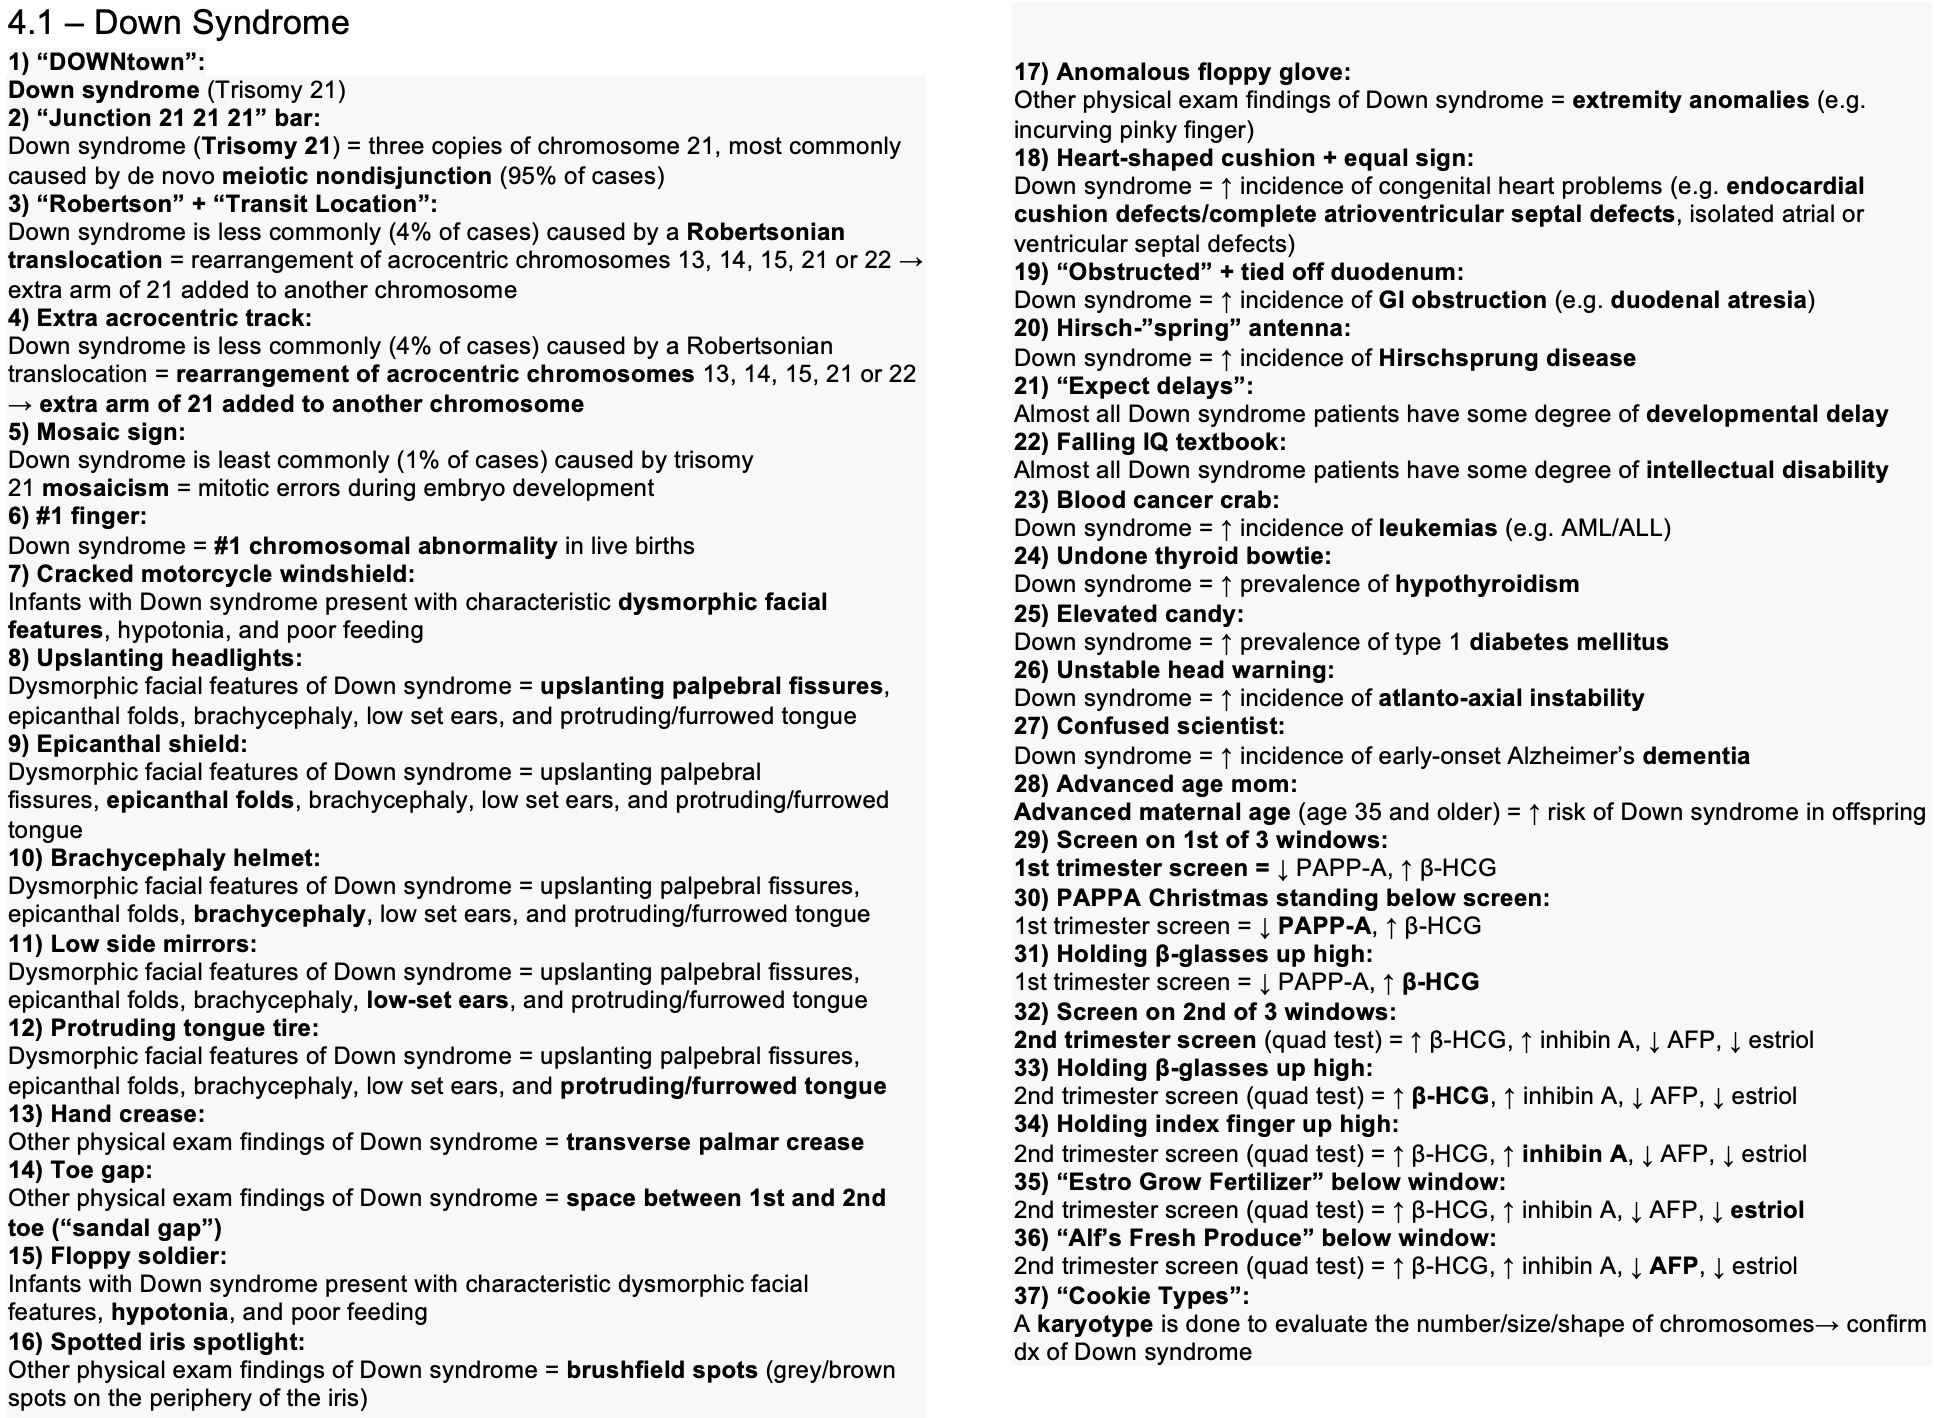 4.1 – Down Syndrome
1) “DOWNtown”:
Down syndrome (Trisomy 21)
2) “Junction 21 21 21” bar:
Down syndrome (Trisomy 21) = three copies of chromosome 21, most commonly
caused by de novo meiotic nondisjunction (95% of cases)
3) “Robertson” + “Transit Location”:
Down syndrome is less commonly (4% of cases) caused by a Robertsonian
translocation = rearrangement of acrocentric chromosomes 13, 14, 15, 21 or 22 →
extra arm of 21 added to another chromosome
4) Extra acrocentric track:
Down syndrome is less commonly (4% of cases) caused by a Robertsonian
translocation = rearrangement of acrocentric chromosomes 13, 14, 15, 21 or 22
→ extra arm of 21 added to another chromosome
5) Mosaic sign:
Down syndrome is least commonly (1% of cases) caused by trisomy
21 mosaicism = mitotic errors during embryo development
6) #1 finger:
Down syndrome = #1 chromosomal abnormality in live births
7) Cracked motorcycle windshield:
Infants with Down syndrome present with characteristic dysmorphic facial
features, hypotonia, and poor feeding
8) Upslanting headlights:
Dysmorphic facial features of Down syndrome = upslanting palpebral fissures,
epicanthal folds, brachycephaly, low set ears, and protruding/furrowed tongue
9) Epicanthal shield:
Dysmorphic facial features of Down syndrome = upslanting palpebral
fissures, epicanthal folds, brachycephaly, low set ears, and protruding/furrowed
tongue
10) Brachycephaly helmet:
Dysmorphic facial features of Down syndrome = upslanting palpebral fissures,
epicanthal folds, brachycephaly, low set ears, and protruding/furrowed tongue
11) Low side mirrors:
Dysmorphic facial features of Down syndrome = upslanting palpebral fissures,
epicanthal folds, brachycephaly, low-set ears, and protruding/furrowed tongue
12) Protruding tongue tire:
Dysmorphic facial features of Down syndrome = upslanting palpebral fissures,
epicanthal folds, brachycephaly, low set ears, and protruding/furrowed tongue
13) Hand crease:
Other physical exam findings of Down syndrome = transverse palmar crease
14) Toe gap:
Other physical exam findings of Down syndrome = space between 1st and 2nd
toe (“sandal gap”)
15) Floppy soldier:
Infants with Down syndrome present with characteristic dysmorphic facial
features, hypotonia, and poor feeding
16) Spotted iris spotlight:
Other physical exam findings of Down syndrome = brushfield spots (grey/brown
spots on the periphery of the iris)
17) Anomalous floppy glove:
Other physical exam findings of Down syndrome = extremity anomalies (e.g.
incurving pinky finger)
18) Heart-shaped cushion + equal sign:
Down syndrome = ↑ incidence of congenital heart problems (e.g. endocardial
cushion defects/complete atrioventricular septal defects, isolated atrial or
ventricular septal defects)
19) “Obstructed” + tied off duodenum:
Down syndrome = ↑ incidence of GI obstruction (e.g. duodenal atresia)
20) Hirsch-”spring” antenna:
Down syndrome = ↑ incidence of Hirschsprung disease
21) “Expect delays”:
Almost all Down syndrome patients have some degree of developmental delay
22) Falling IQ textbook:
Almost all Down syndrome patients have some degree of intellectual disability
23) Blood cancer crab:
Down syndrome = ↑ incidence of leukemias (e.g. AML/ALL)
24) Undone thyroid bowtie:
Down syndrome = ↑ prevalence of hypothyroidism
25) Elevated candy:
Down syndrome = ↑ prevalence of type 1 diabetes mellitus
26) Unstable head warning:
Down syndrome = ↑ incidence of atlanto-axial instability
27) Confused scientist:
Down syndrome = ↑ incidence of early-onset Alzheimer’s dementia
28) Advanced age mom:
Advanced maternal age (age 35 and older) = ↑ risk of Down syndrome in offspring
29) Screen on 1st of 3 windows:
1st trimester screen = ↓ PAPP-A, ↑ β-HCG
30) PAPPA Christmas standing below screen:
1st trimester screen = ↓ PAPP-A, ↑ β-HCG
31) Holding β-glasses up high:
1st trimester screen = ↓ PAPP-A, ↑ β-HCG
32) Screen on 2nd of 3 windows:
2nd trimester screen (quad test) = ↑ β-HCG, ↑ inhibin A, ↓ AFP, ↓ estriol
33) Holding β-glasses up high:
2nd trimester screen (quad test) = ↑ β-HCG, ↑ inhibin A, ↓ AFP, ↓ estriol
34) Holding index finger up high:
2nd trimester screen (quad test) = ↑ β-HCG, ↑ inhibin A, ↓ AFP, ↓ estriol
35) “Estro Grow Fertilizer” below window:
2nd trimester screen (quad test) = ↑ β-HCG, ↑ inhibin A, ↓ AFP, ↓ estriol
36) “Alf’s Fresh Produce” below window:
2nd trimester screen (quad test) = ↑ β-HCG, ↑ inhibin A, ↓ AFP, ↓ estriol
37) “Cookie Types”:
A karyotype is done to evaluate the number/size/shape of chromosomes→ confirm
dx of Down syndrome